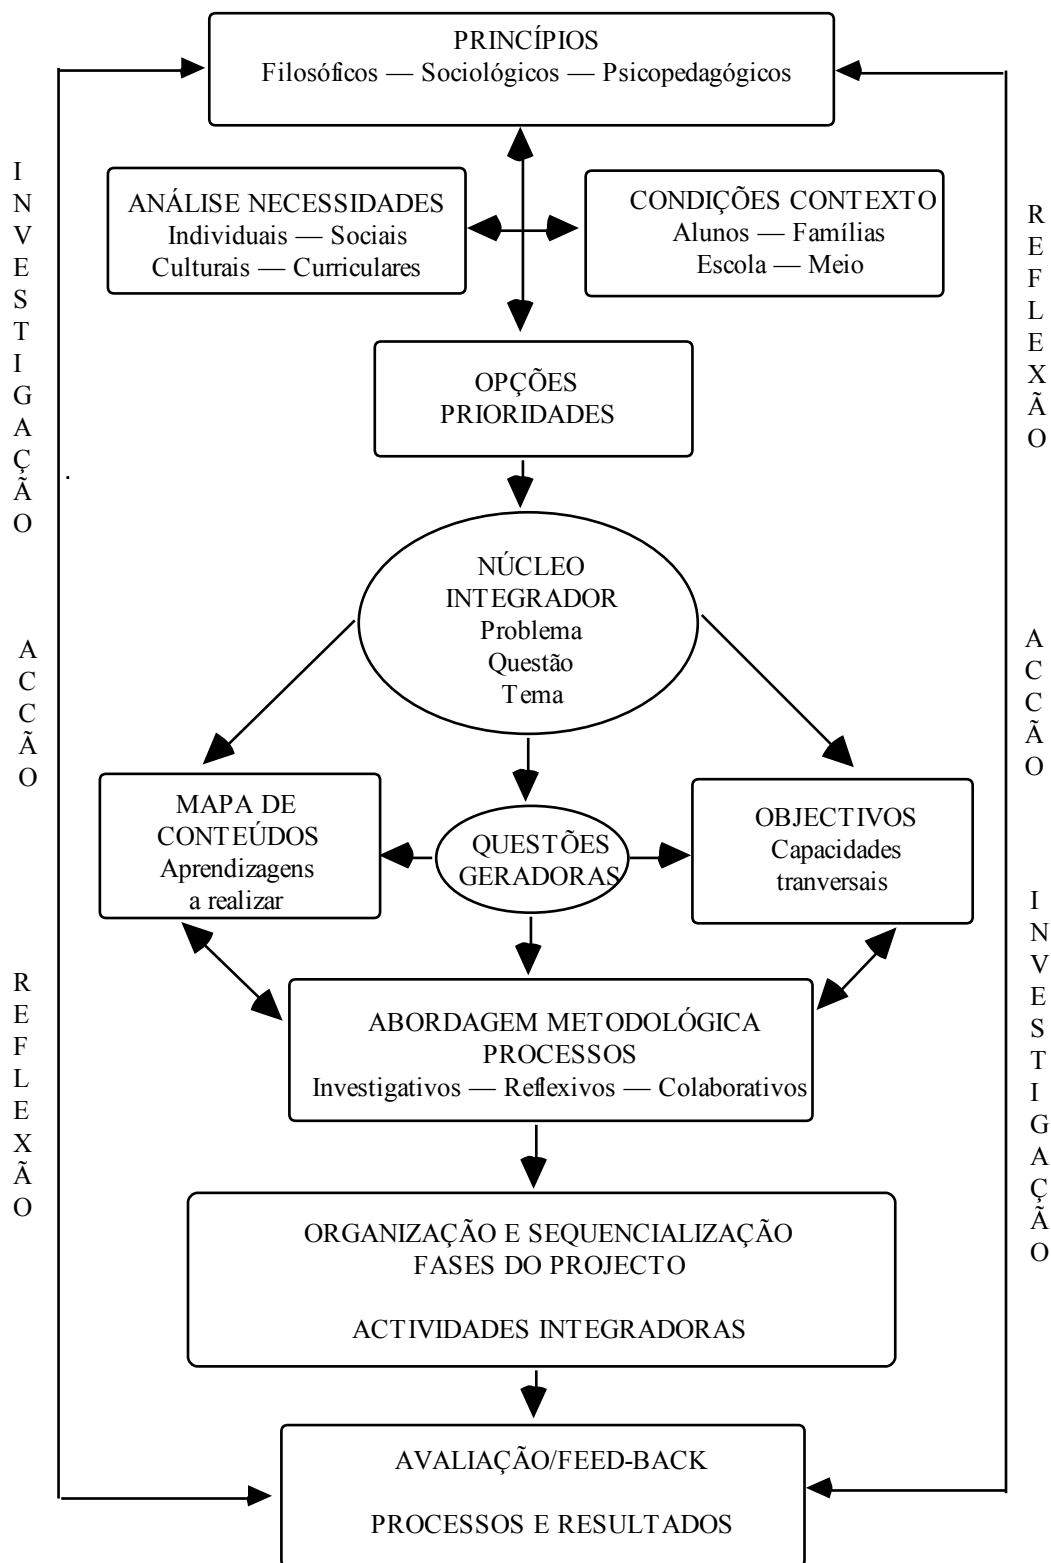 PRINCÍPIOS
Filosóficos — Sociológicos — Psicopedagógicos
INVESTIGAÇÃO
ACCÃO
REFLEXÃO
ANÁLISE NECESSIDADES
Individuais — Sociais
Culturais — Curriculares
CONDIÇÕES CONTEXTO
Alunos — Famílias
Escola — Meio
OPÇÕES
PRIORIDADES
NÚCLEO
INTEGRADOR
Problema
Questão
Tema
MAPA DE
CONTEÚDOS
Aprendizagens
a realizar
QUESTÕES
GERADORAS
OBJECTIVOS
Capacidades
tranversais
ABORDAGEM METODOLÓGICA
PROCESSOS
Investigativos — Reflexivos — Colaborativos
ORGANIZAÇÃO E SEQUENCIALIZAÇÃO
FASES DO PROJECTO
ACTIVIDADES INTEGRADORAS
AVALIAÇÃO/FEED-BACK
PROCESSOS E RESULTADOS
REFLEXÃO
ACCÃO
INVESTIGAÇÃO